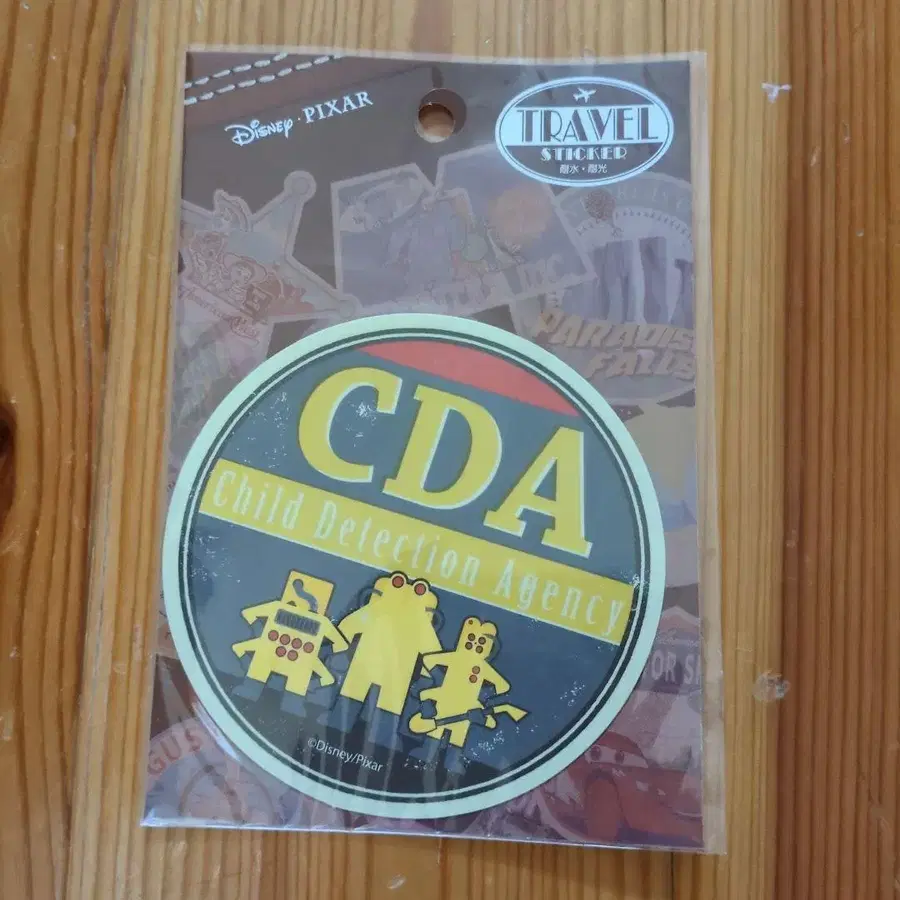 Disney · PIXAR
TRAVEL
STICKER
耐水・耐光
PARADISE
FALLS
CDA
Child Detection Agency
©Disney/Pixar